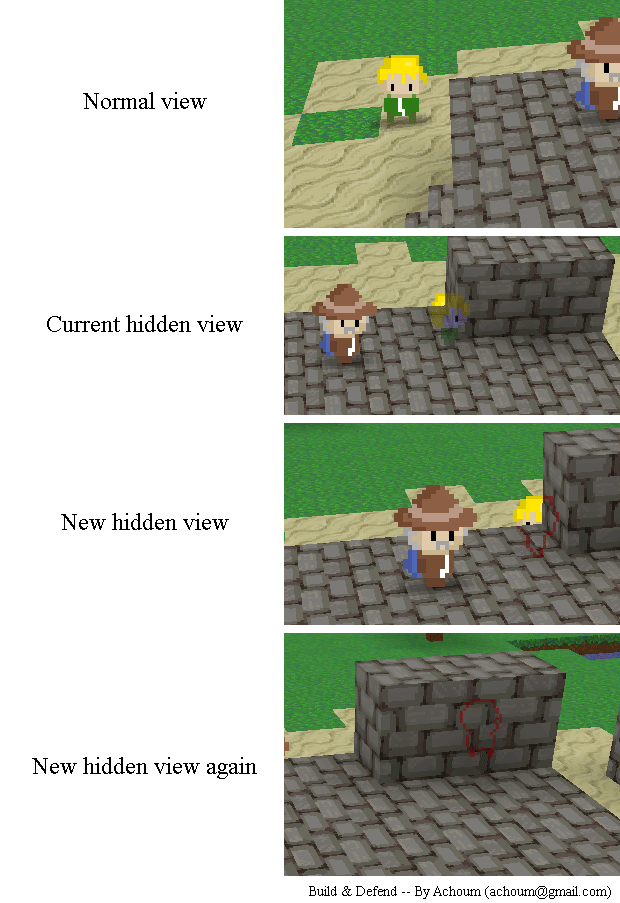 Normal view
Current hidden view
New hidden view
New hidden view again
Build & Defend -- By Achoum (achoum@gmail.com)